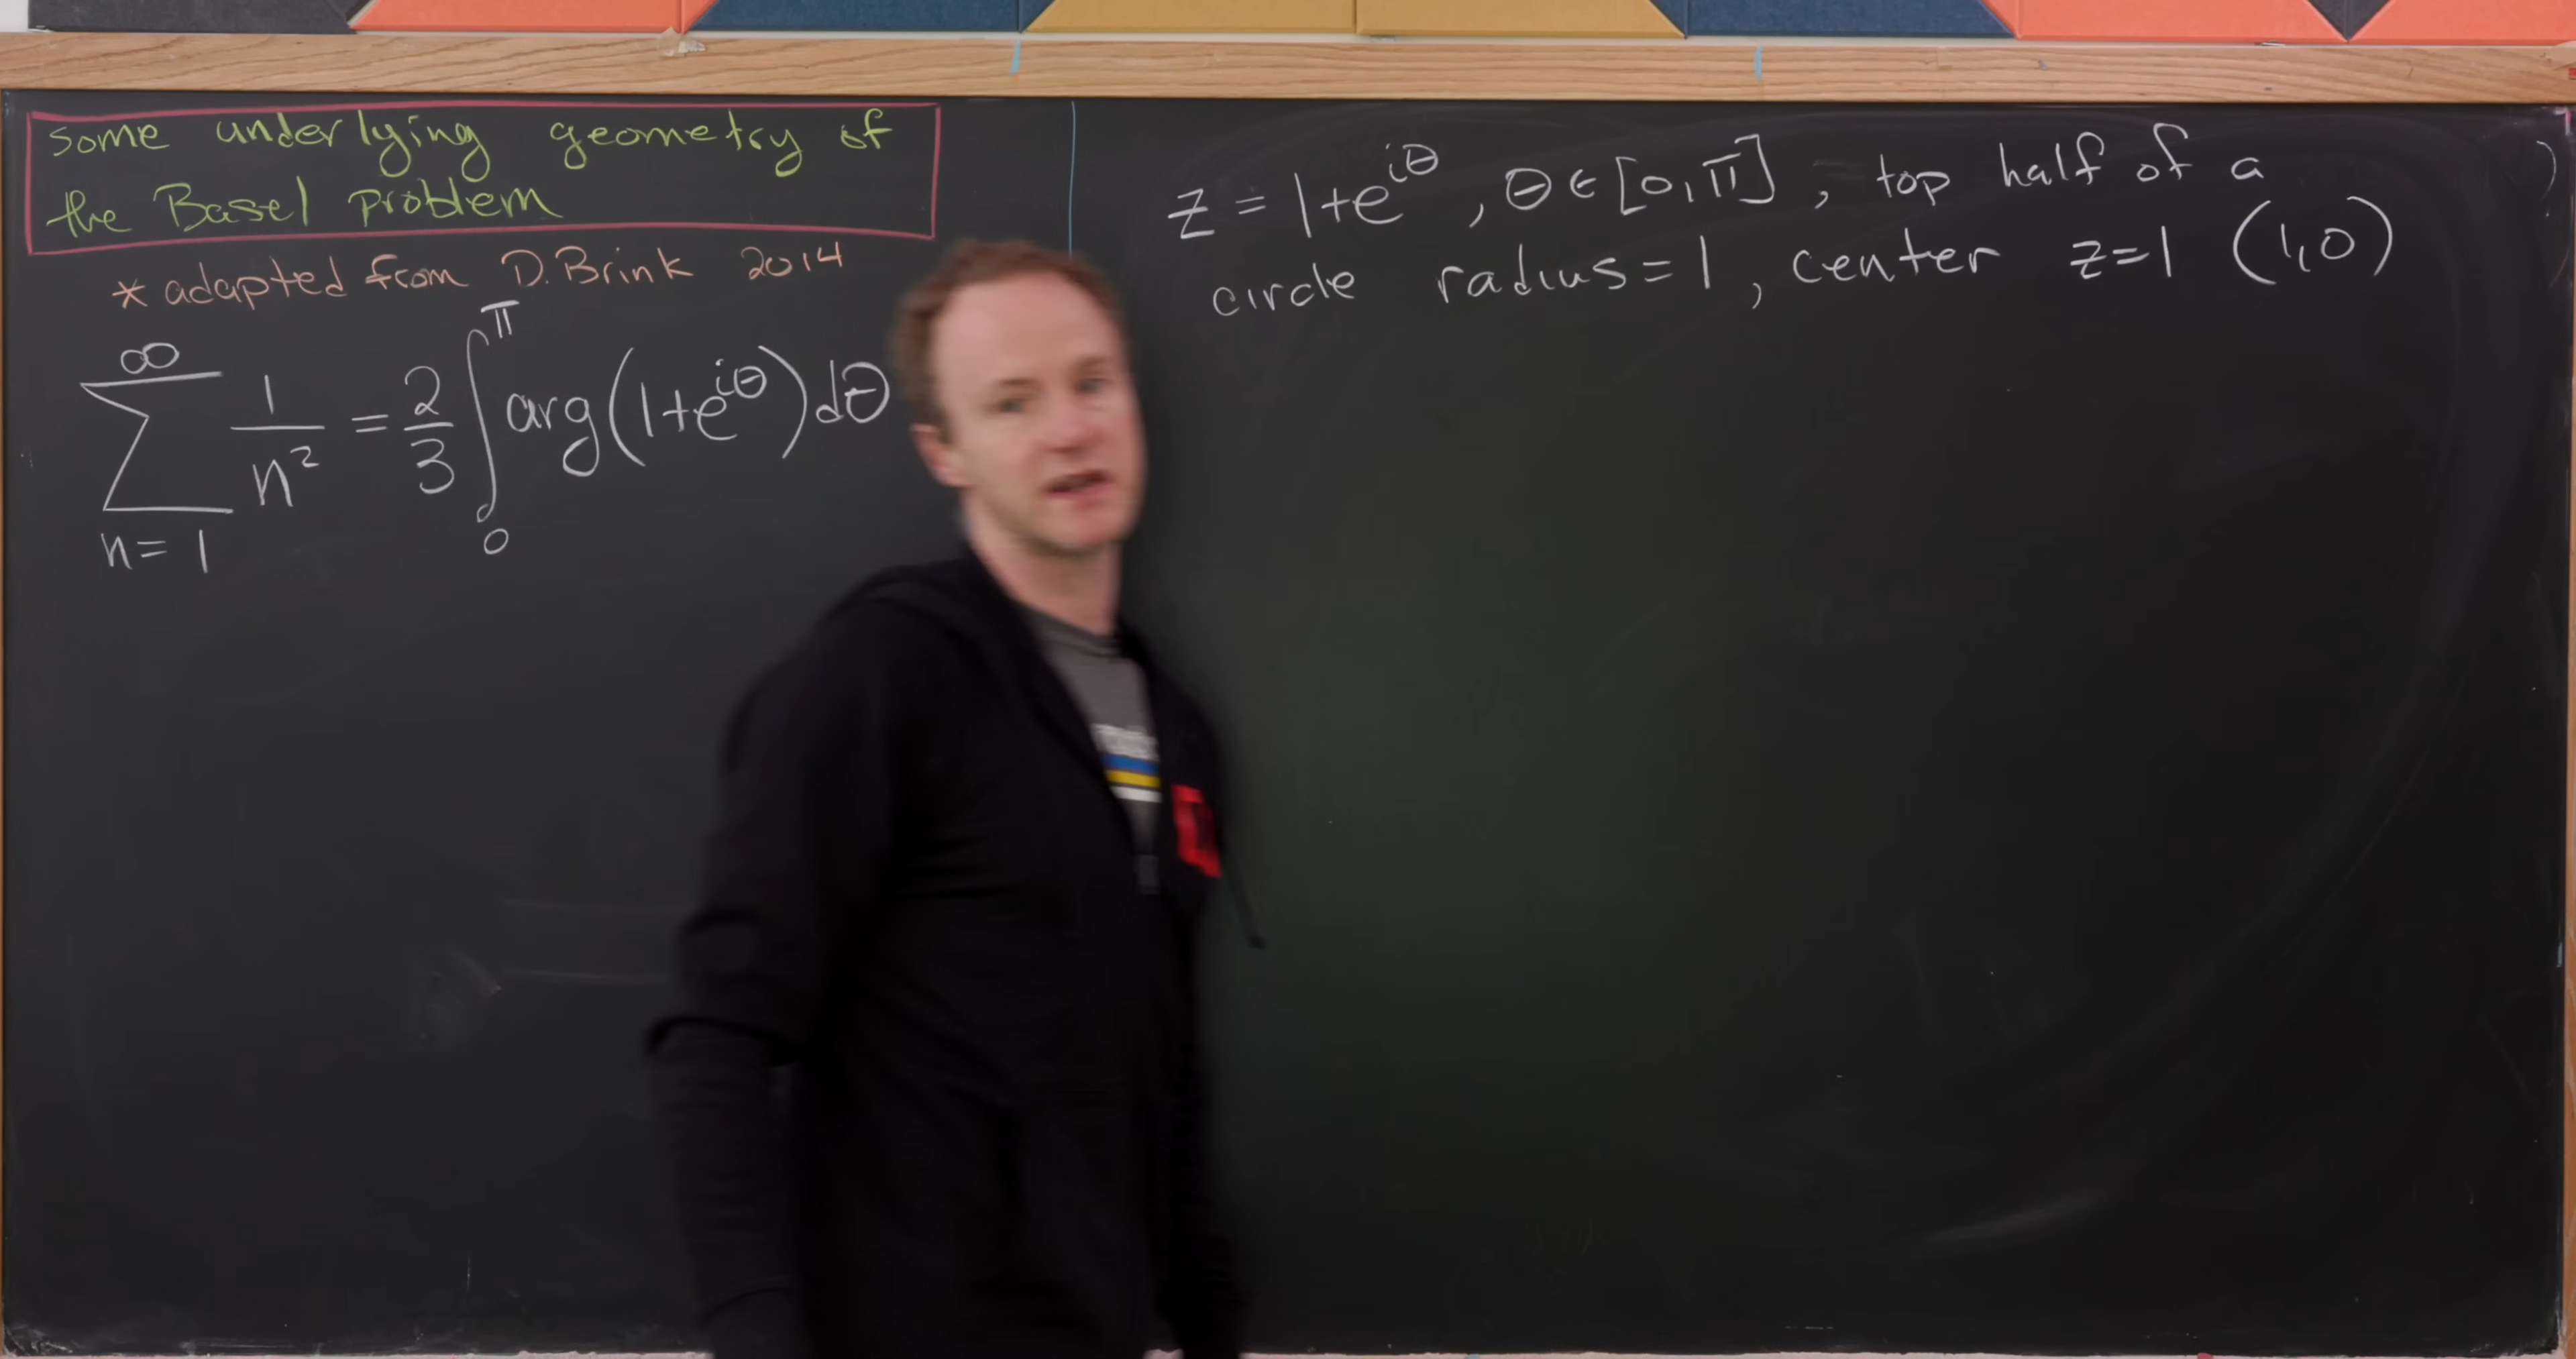 some underlying geometry of
the Basel problem
* adapted from D. Brink 2014
∞
∑ 1/n² = 2/3 ∫₀^π arg(1+e^{iθ})dθ
n=1
z = 1+e^{iθ}, θ∈[0,π], top half of a
circle radius=1, center z=1 (1,0)